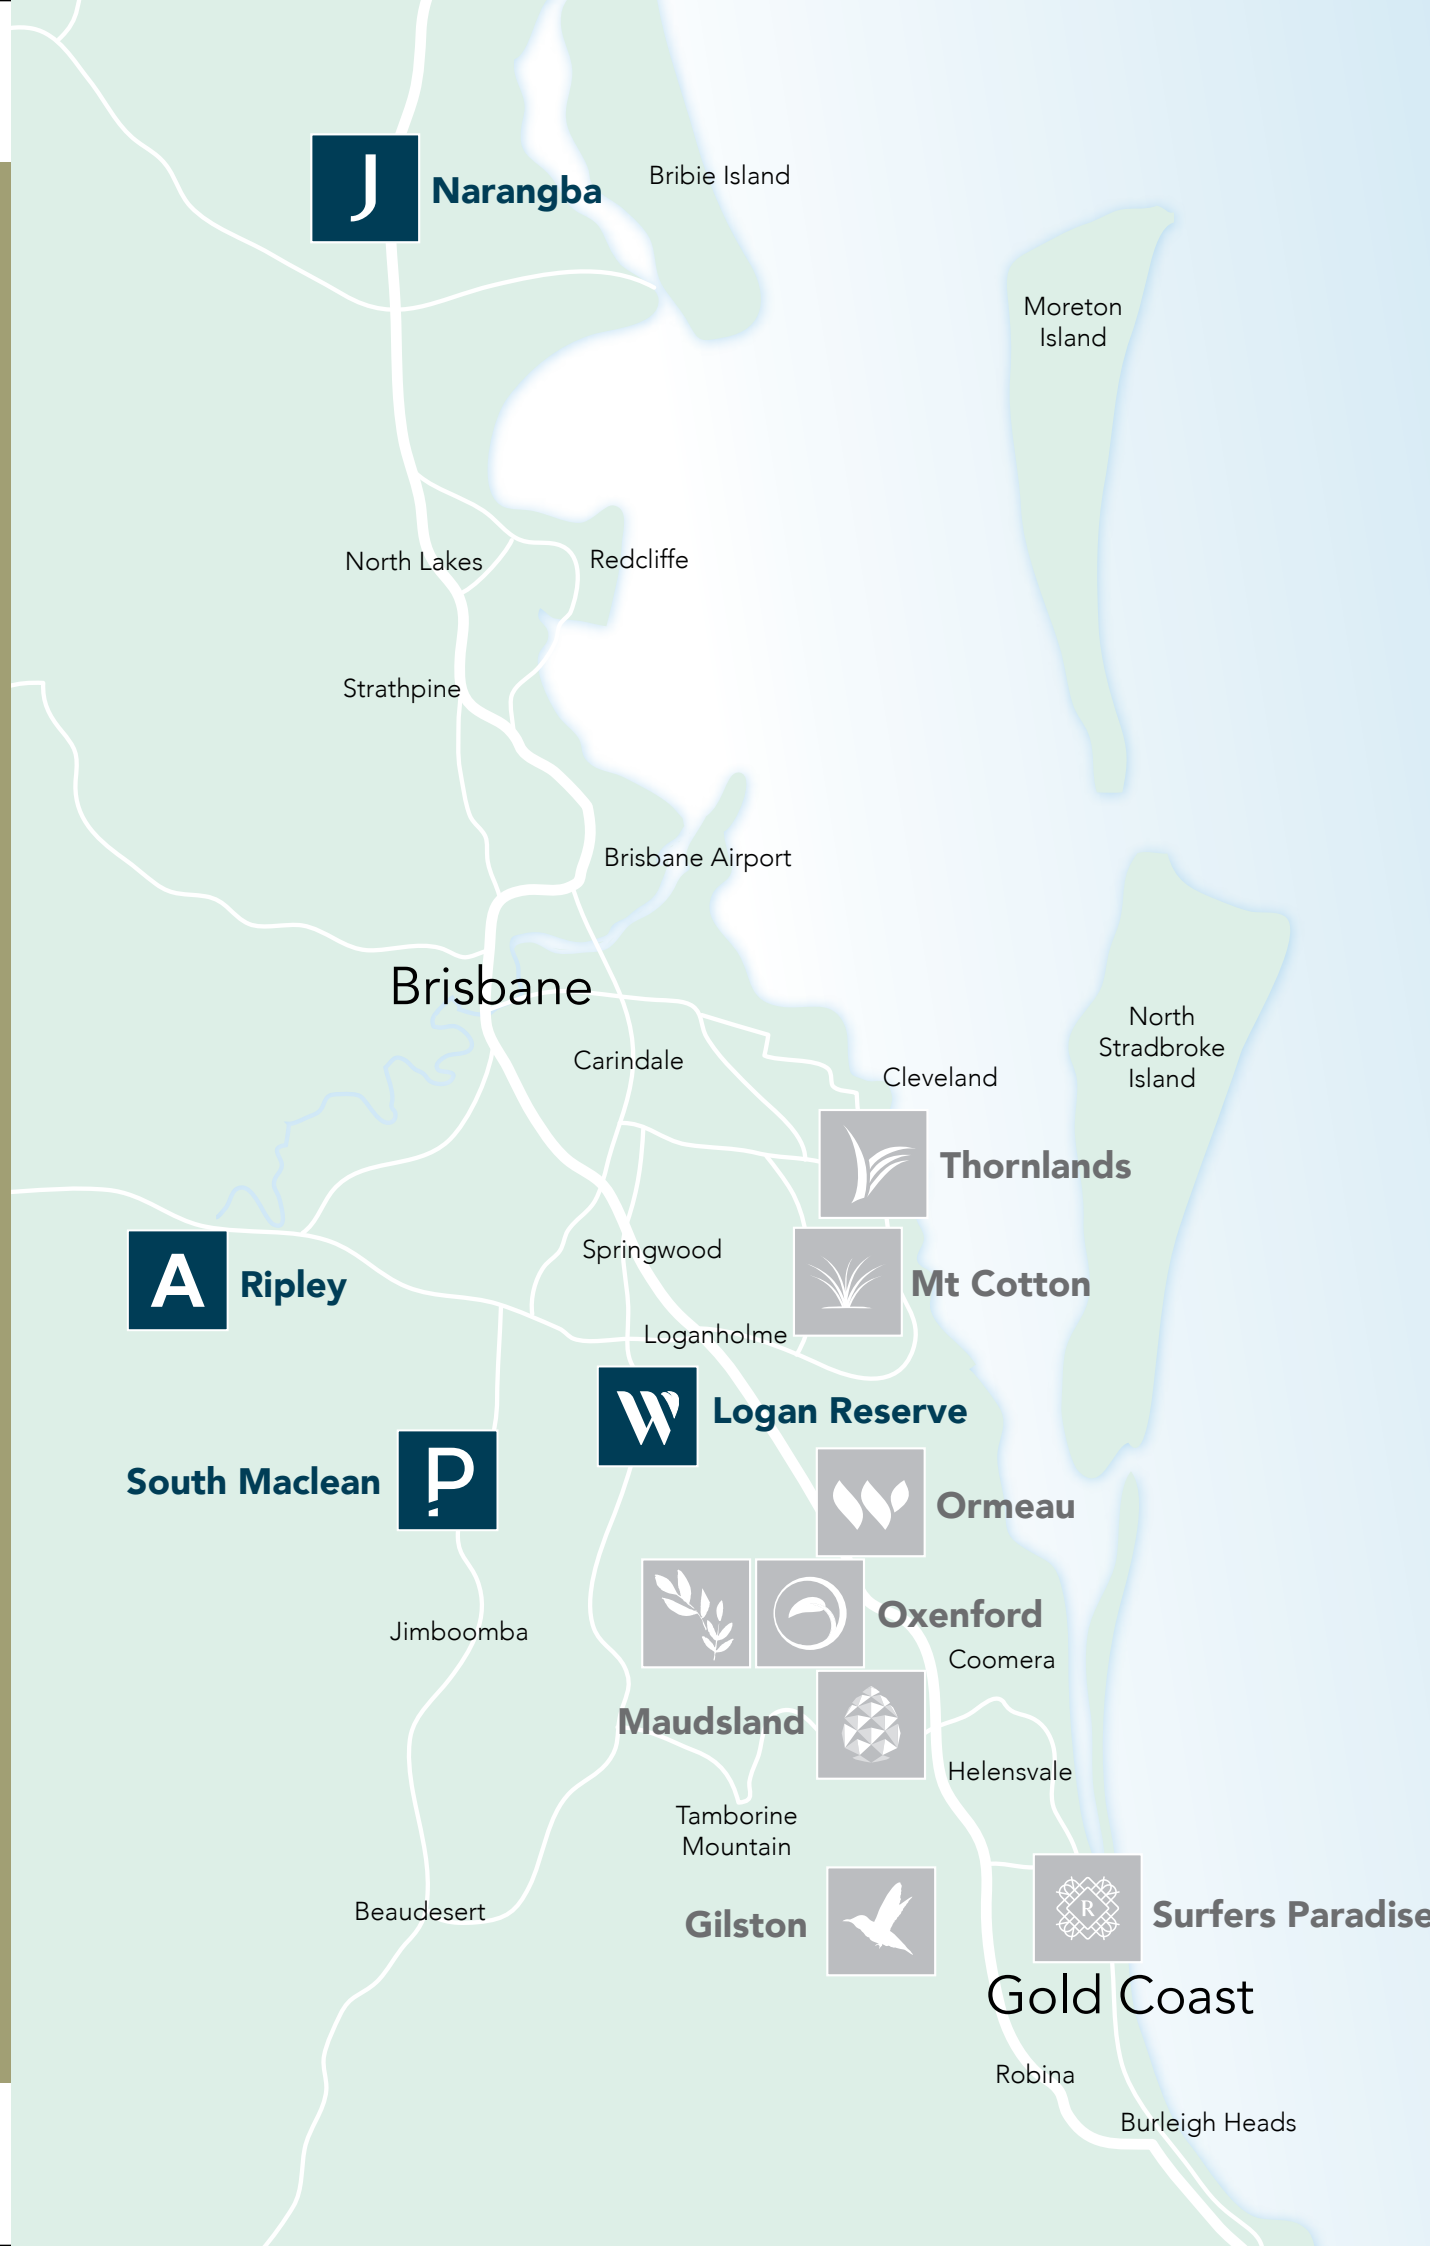 J
Narangba
Bribie Island
Moreton
Island
North Lakes
Redcliffe
Strathpine
Brisbane Airport
Brisbane
North
Stradbroke
Island
Carindale
Cleveland
Thornlands
Springwood
A
Ripley
Mt Cotton
Loganholme
W
Logan Reserve
South Maclean
P
Ormeau
Oxenford
Jimboomba
Coomera
Maudsland
Helensvale
Tamborine
Mountain
Beaudesert
Gilston
R
Surfers Paradise
Gold Coast
Robina
Burleigh Heads